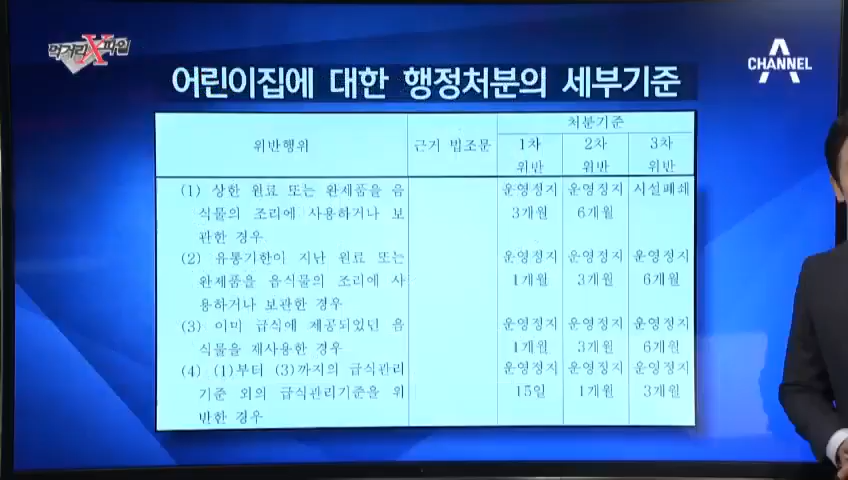 먹거리X파일
CHANNEL A
어린이집에 대한 행정처분의 세부기준
위반행위 근거 법조문 처분기준
1차 위반 2차 위반 3차 위반
(1) 상한 원료 또는 완제품을 음 운영정지 운영정지 시설폐쇄
식물의 조리에 사용하거나 보 3개월 6개월
관한 경우
(2) 유통기한이 지난 원료 또는 운영정지 운영정지 운영정지
완제품을 음식물의 조리에 사 1개월 3개월 6개월
용하거나 보관한 경우
(3) 이미 급식에 제공되었던 음 운영정지 운영정지 운영정지
식물을 재사용한 경우 1개월 3개월 6개월
(4) (1)부터 (3)까지의 급식관리 운영정지 운영정지 운영정지
기준 외의 급식관리기준을 위 15일 1개월 3개월
반한 경우